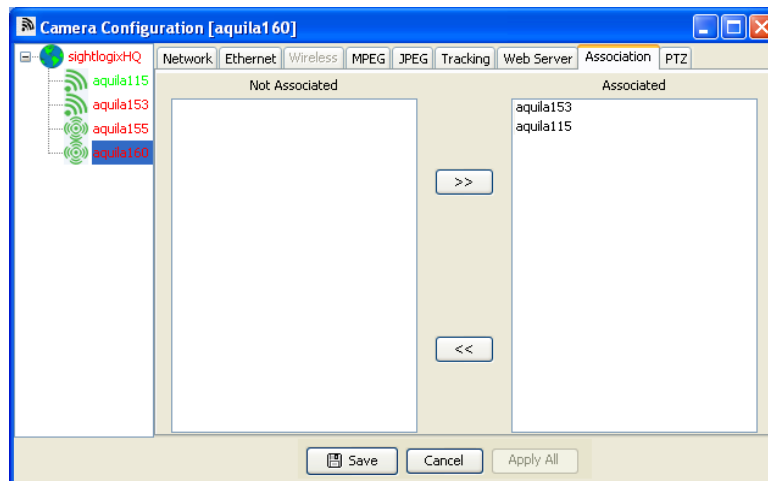 Camera Configuration [aquila160]
sightlogixHQ
aquila115
aquila153
aquila155
aquila160
Network Ethernet Wireless MPEG JPEG Tracking Web Server Association PTZ
Not Associated Associated
aquila153
aquila115
>>
<<
Save Cancel Apply All